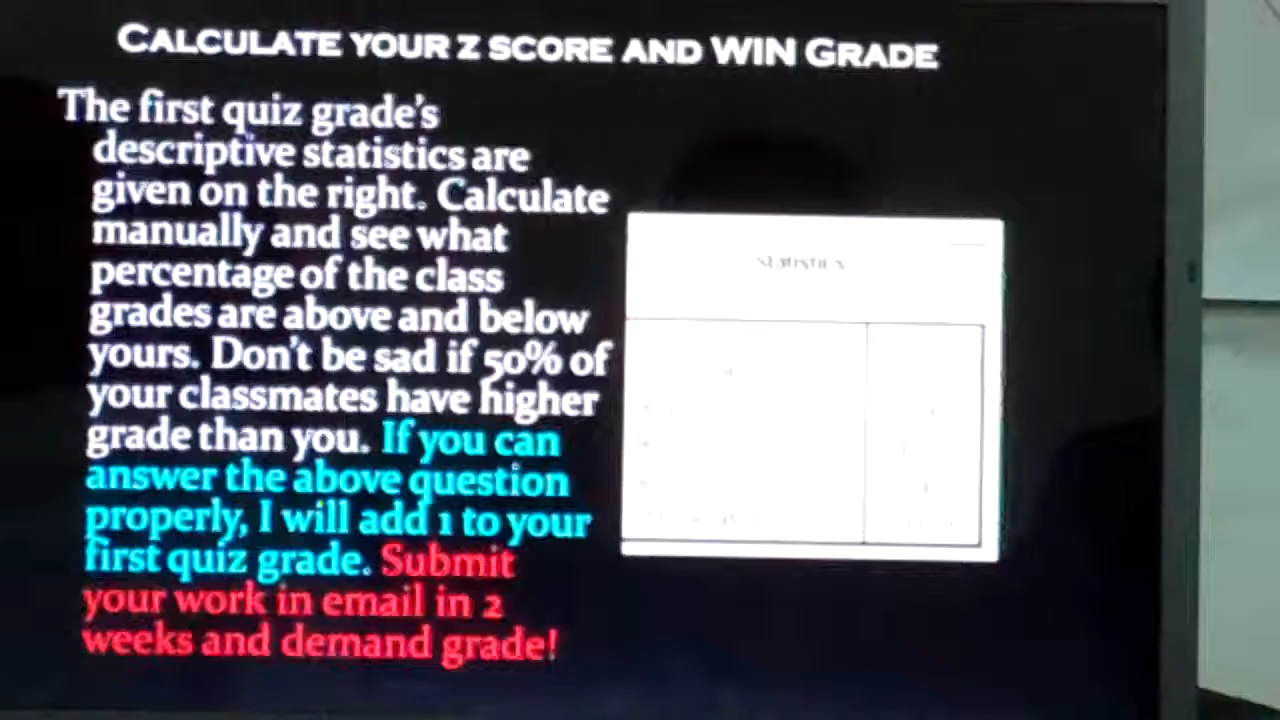 CALCULATE YOUR Z SCORE AND WIN GRADE
The first quiz grade's
descriptive statistics are
given on the right. Calculate
manually and see what
percentage of the class
grades are above and below
yours. Don't be sad if 50% of
your classmates have higher
grade than you. If you can
answer the above question
properly, I will add 1 to your
first quiz grade. Submit
your work in email in 2
weeks and demand grade!
Statistics